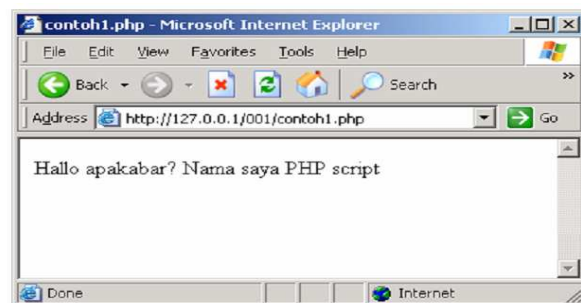 contoh1.php - Microsoft Internet Explorer
File Edit View Favorites Tools Help
Back Search
Address http://127.0.0.1/001/contoh1.php Go
Hallo apakabar? Nama saya PHP script
Done Internet